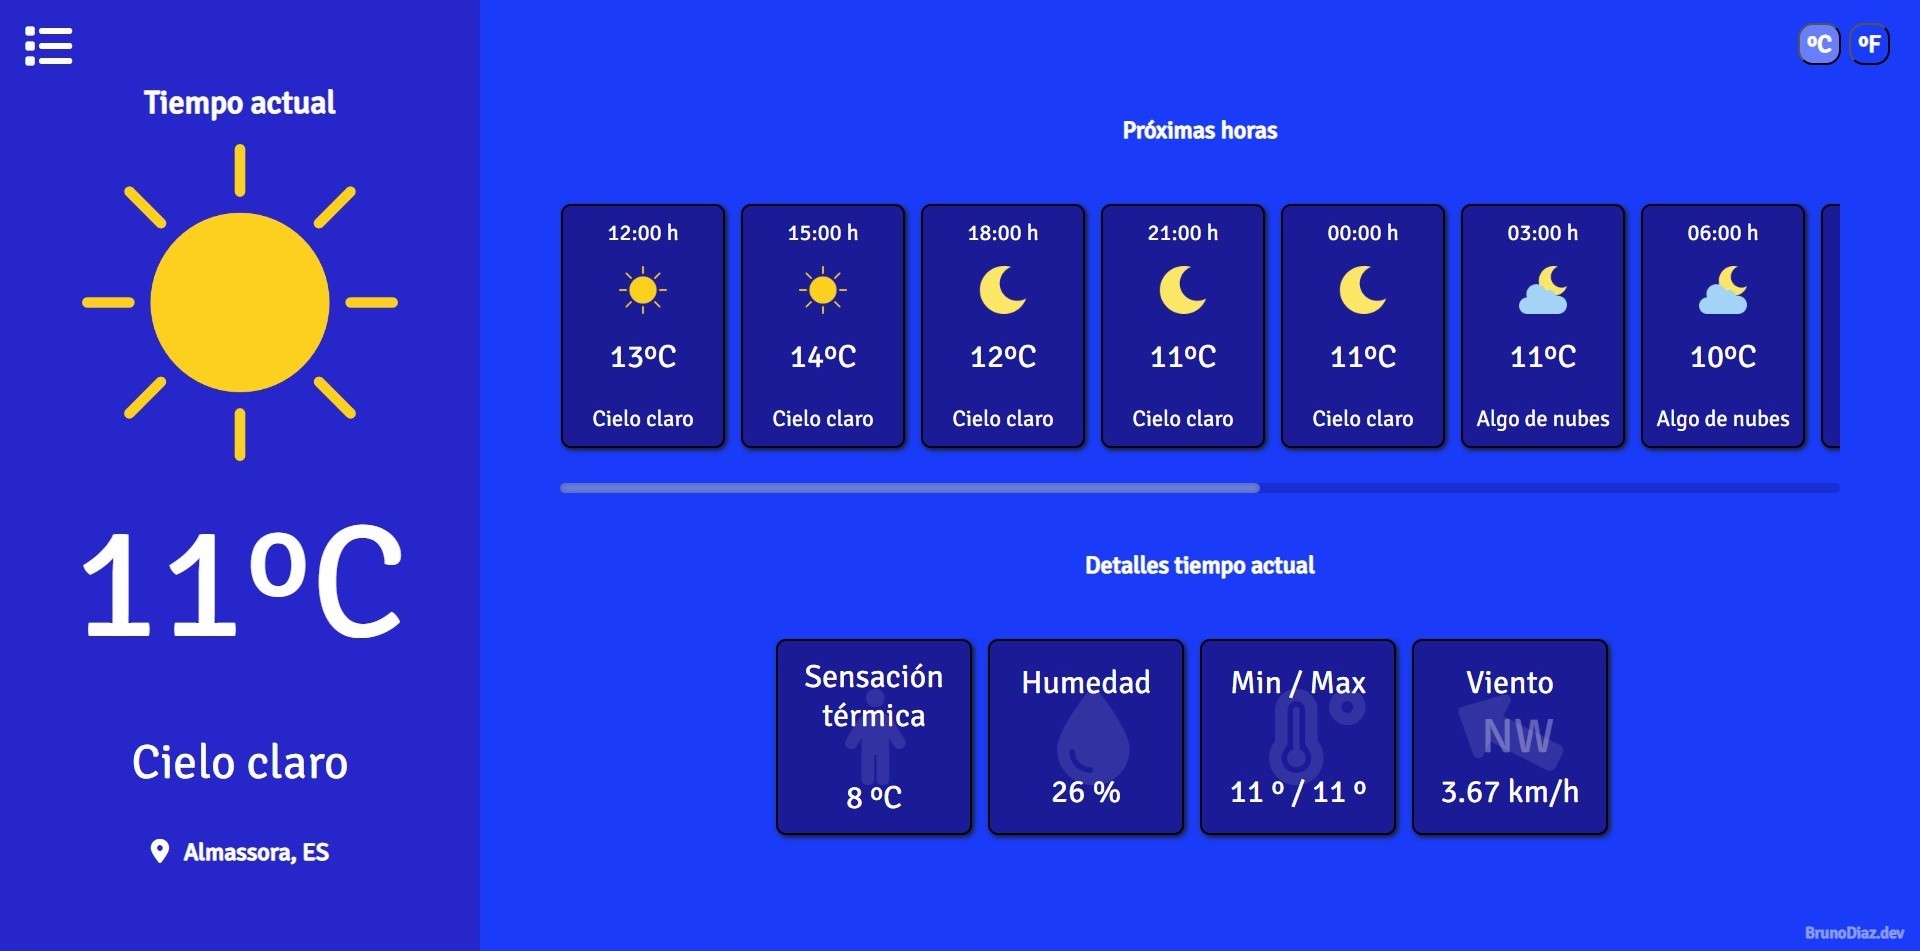 Tiempo actual
11ºC
Cielo claro
Almassora, ES
ºC ºF
Próximas horas
12:00 h
13ºC
Cielo claro
15:00 h
14ºC
Cielo claro
18:00 h
12ºC
Cielo claro
21:00 h
11ºC
Cielo claro
00:00 h
11ºC
Cielo claro
03:00 h
11ºC
Algo de nubes
06:00 h
10ºC
Algo de nubes
Detalles tiempo actual
Sensación
térmica
8 ºC
Humedad
26 %
Min / Max
11 º / 11 º
Viento
NW
3.67 km/h
BrunoDiaz.dev